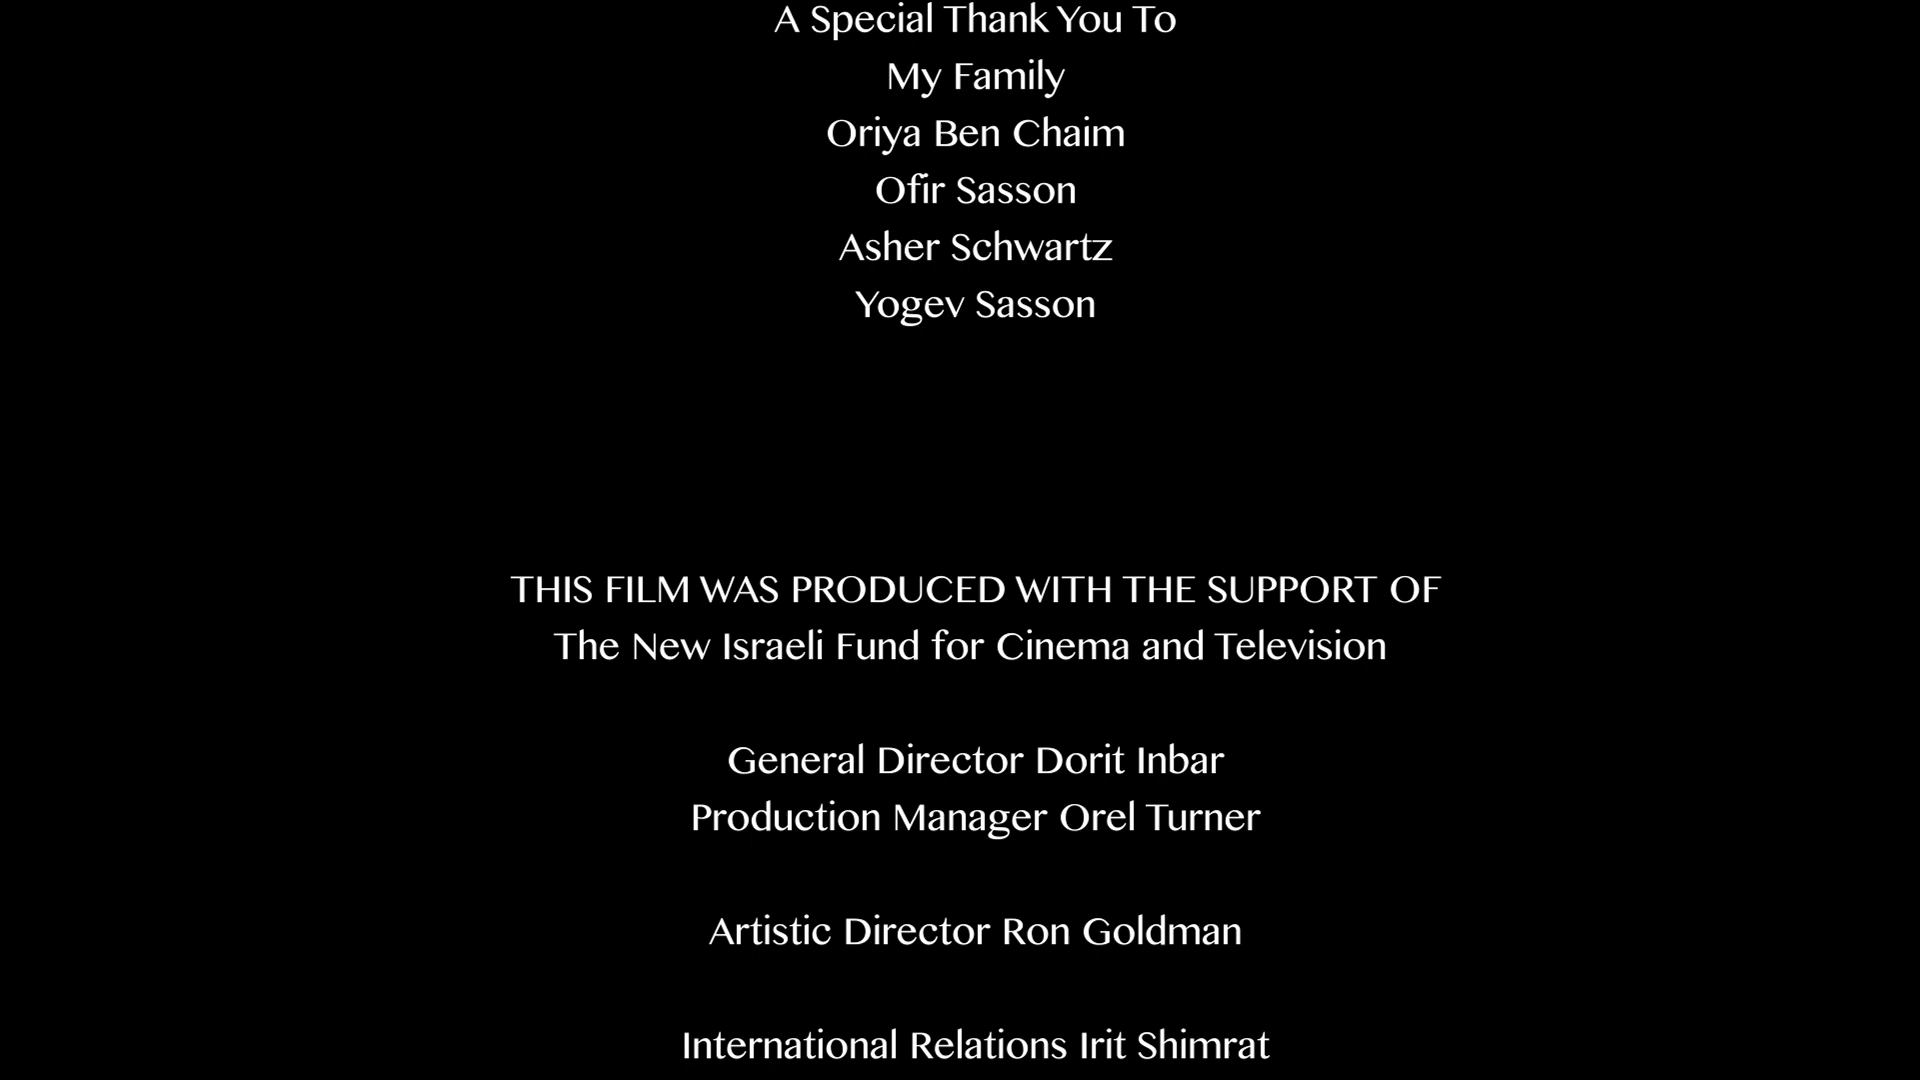 A Special Thank You To
My Family
Oriya Ben Chaim
Ofir Sasson
Asher Schwartz
Yogev Sasson
THIS FILM WAS PRODUCED WITH THE SUPPORT OF
The New Israeli Fund for Cinema and Television
General Director Dorit Inbar
Production Manager Orel Turner
Artistic Director Ron Goldman
International Relations Irit Shimrat